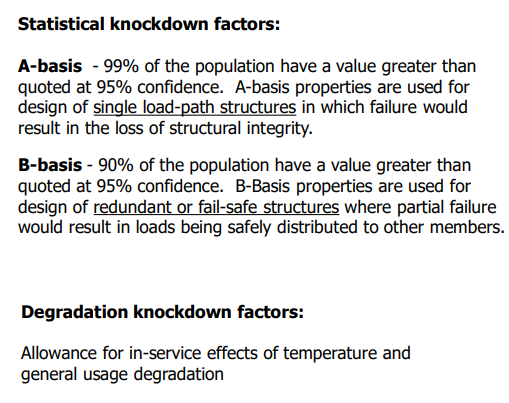 Statistical knockdown factors:
A-basis - 99% of the population have a value greater than
quoted at 95% confidence. A-basis properties are used for
design of single load-path structures in which failure would
result in the loss of structural integrity.
B-basis - 90% of the population have a value greater than
quoted at 95% confidence. B-Basis properties are used for
design of redundant or fail-safe structures where partial failure
would result in loads being safely distributed to other members.
Degradation knockdown factors:
Allowance for in-service effects of temperature and
general usage degradation